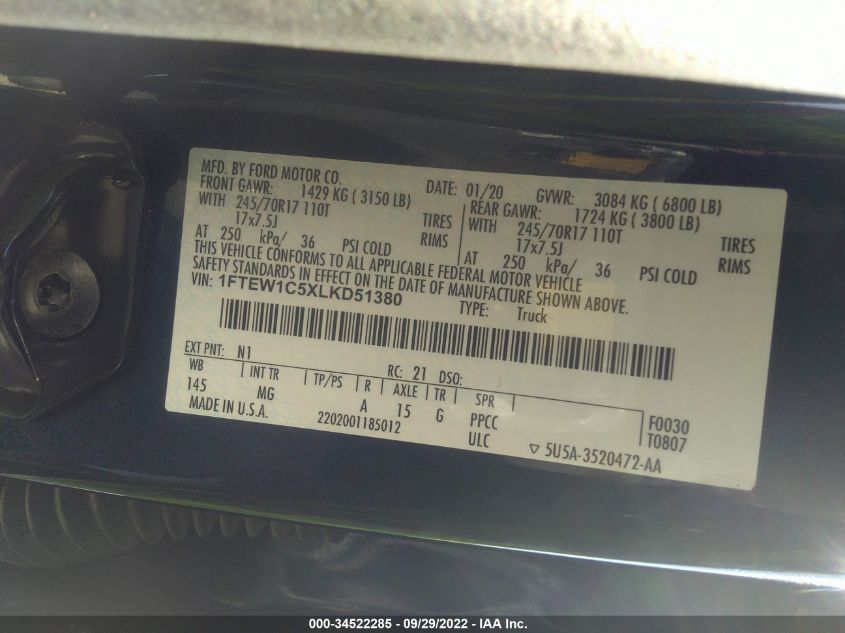 MFD. BY FORD MOTOR CO.
DATE: 01/20 GVWR: 3084 KG ( 6800 LB)
FRONT GAWR: 1429 KG ( 3150 LB) REAR GAWR: 1724 KG ( 3800 LB)
WITH 245/70R17 110T TIRES WITH 245/70R17 110T TIRES
17x7.5J RIMS 17x7.5J RIMS
AT 250 kPa/ 36 PSI COLD AT 250 kPa/ 36 PSI COLD
THIS VEHICLE CONFORMS TO ALL APPLICABLE FEDERAL MOTOR VEHICLE
SAFETY STANDARDS IN EFFECT ON THE DATE OF MANUFACTURE SHOWN ABOVE.
VIN: 1FTEW1C5XLKD51380 TYPE: Truck
EXT PNT: N1 RC: 21 DSO:
WB INT TR TP/PS R AXLE TR SPR
145 MG A 15 G PPCC F0030
MADE IN U.S.A. 2202001185012 ULC T0807
5U5A-3520472-AA
000-34522285 - 09/29/2022 - IAA Inc.